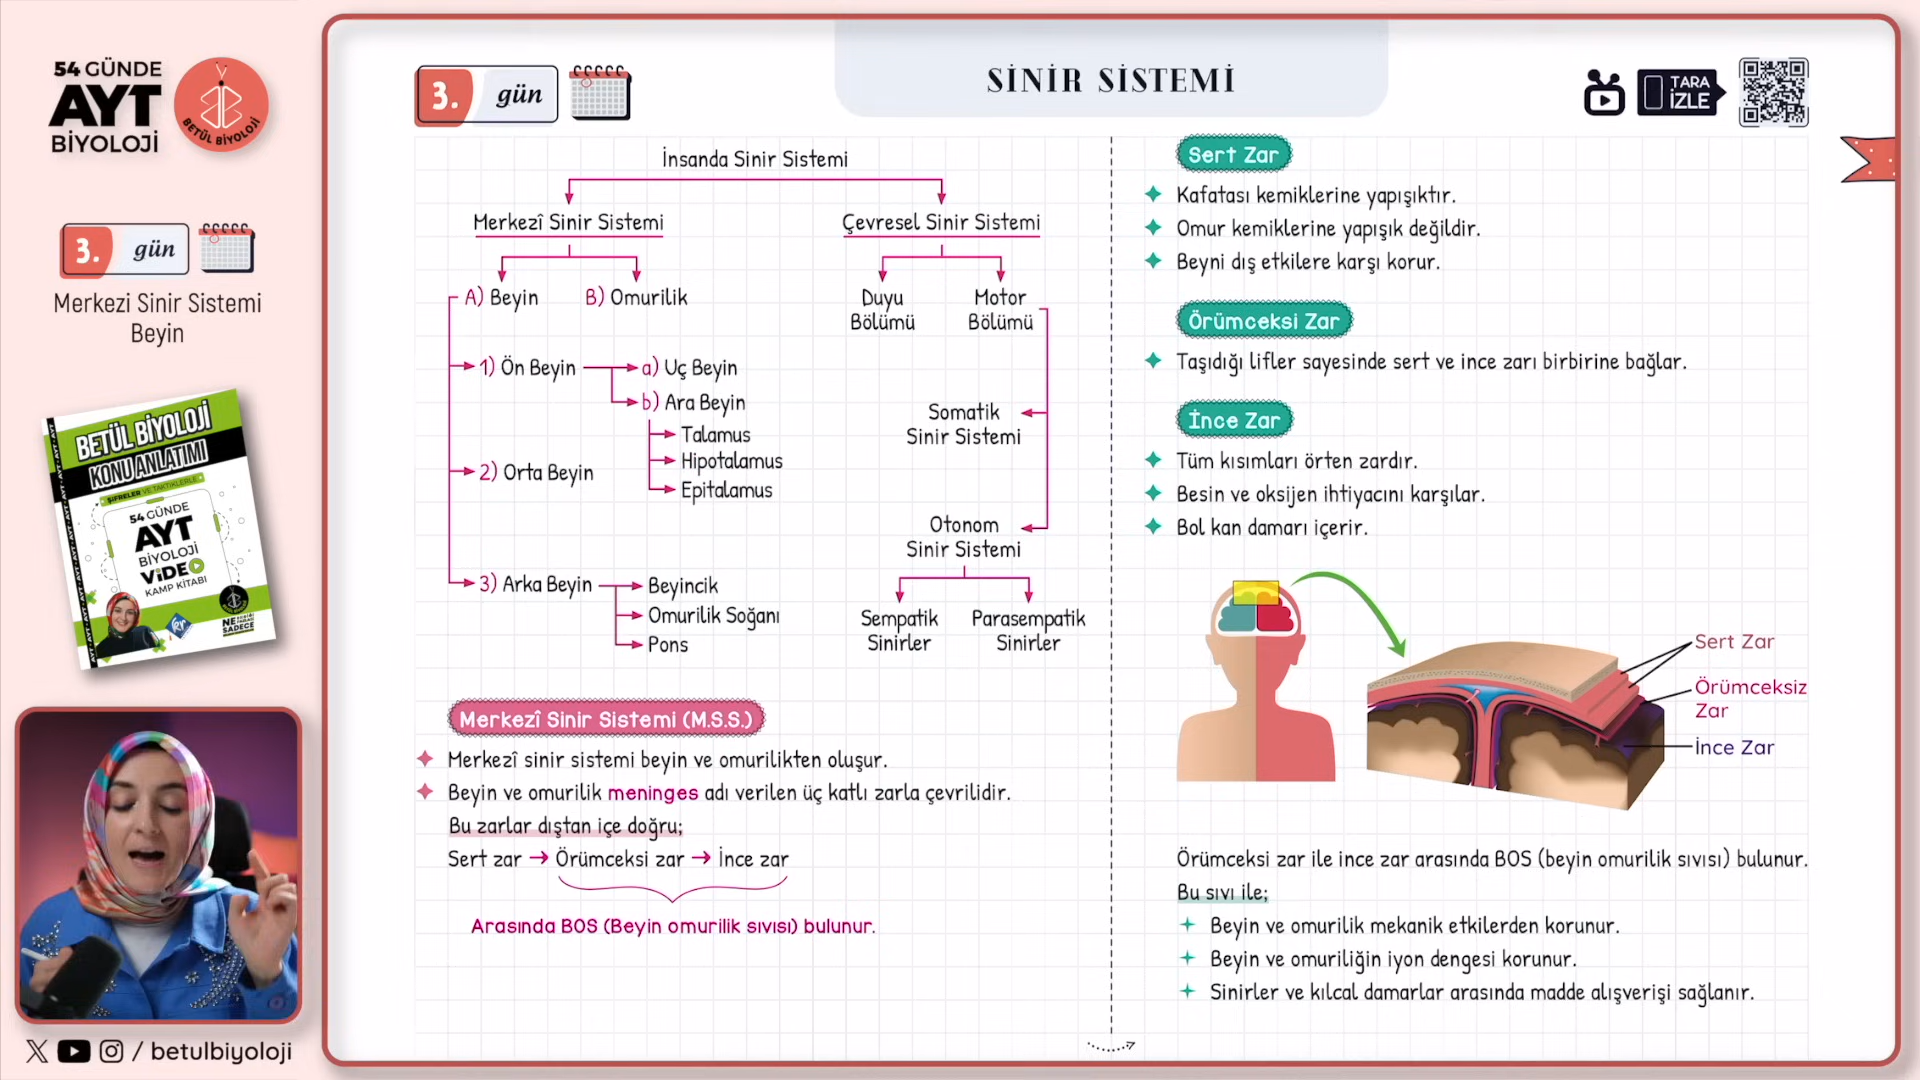 54 GÜNDE
AYT
BİYOLOJİ
BETÜL BİYOLOJİ
3. gün
Merkezi Sinir Sistemi
Beyin
BETÜL BİYOLOJİ
KONU ANLATIMI
ŞİFRELER VE TAKTİKLERLE
54 GÜNDE
AYT
BİYOLOJİ
VİDEO
KAMP KİTABI
/ betulbiyoloji
3. gün
SİNİR SİSTEMİ
TARA
İZLE
İnsanda Sinir Sistemi
Merkezî Sinir Sistemi
Çevresel Sinir Sistemi
A) Beyin
B) Omurilik
Duyu
Bölümü
Motor
Bölümü
1) Ön Beyin
a) Uç Beyin
b) Ara Beyin
Talamus
Hipotalamus
Epitalamus
2) Orta Beyin
Somatik
Sinir Sistemi
Otonom
Sinir Sistemi
3) Arka Beyin
Beyincik
Omurilik Soğanı
Pons
Sempatik
Sinirler
Parasempatik
Sinirler
Merkezî Sinir Sistemi (M.S.S.)
Merkezî sinir sistemi beyin ve omurilikten oluşur.
Beyin ve omurilik meninges adı verilen üç katlı zarla çevrilidir.
Bu zarlar dıştan içe doğru;
Sert zar → Örümceksi zar → İnce zar
Arasında BOS (Beyin omurilik sıvısı) bulunur.
Sert Zar
Kafatası kemiklerine yapışıktır.
Omur kemiklerine yapışık değildir.
Beyni dış etkilere karşı korur.
Örümceksi Zar
Taşıdığı lifler sayesinde sert ve ince zarı birbirine bağlar.
İnce Zar
Tüm kısımları örten zardır.
Besin ve oksijen ihtiyacını karşılar.
Bol kan damarı içerir.
Sert Zar
Örümceksiz
Zar
İnce Zar
Örümceksi zar ile ince zar arasında BOS (beyin omurilik sıvısı) bulunur.
Bu sıvı ile;
Beyin ve omurilik mekanik etkilerden korunur.
Beyin ve omuriliğin iyon dengesi korunur.
Sinirler ve kılcal damarlar arasında madde alışverişi sağlanır.